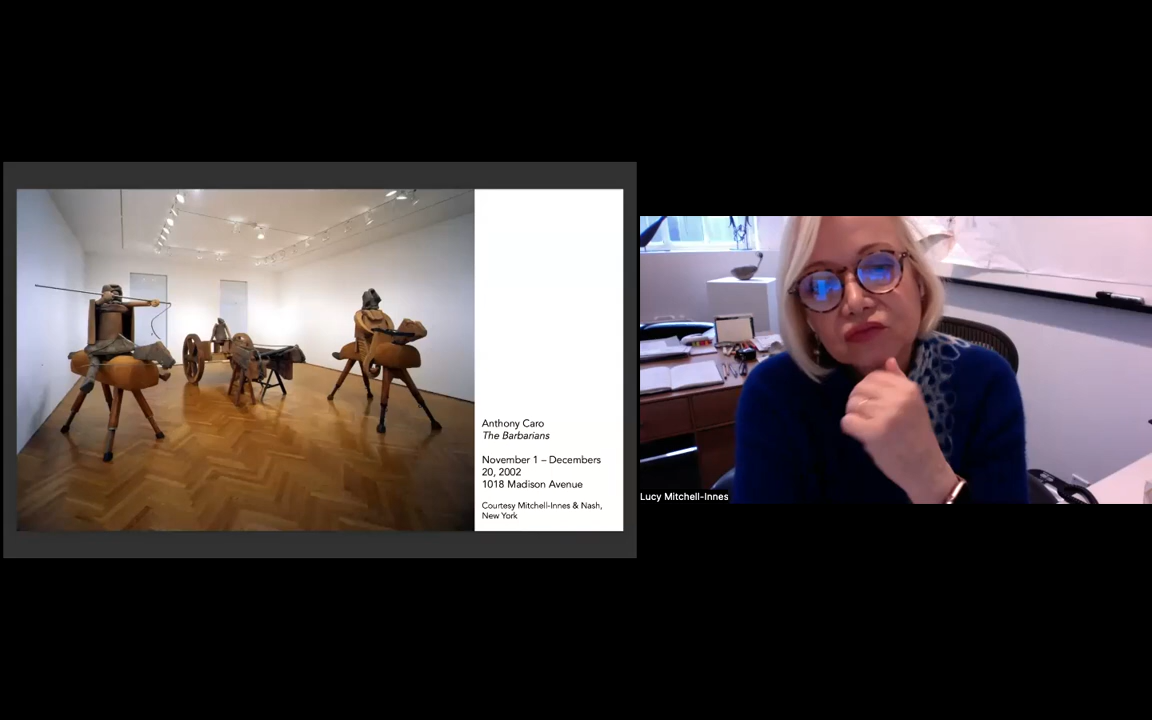 Anthony Caro
The Barbarians
November 1 – Decembers
20, 2002
1018 Madison Avenue
Courtesy Mitchell-Innes & Nash,
New York
Lucy Mitchell-Innes